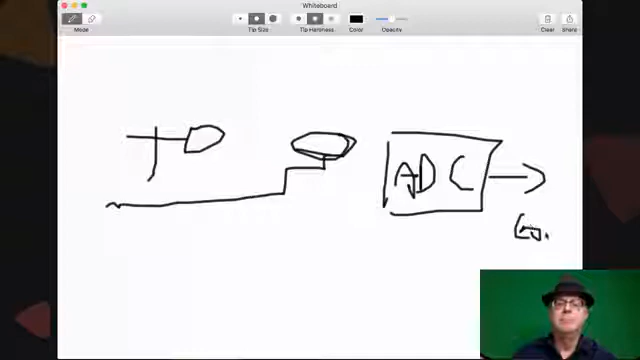 Whiteboard
Mode
Tip Size
Tip Hardness
Color
Opacity
Clear
Share
ADC